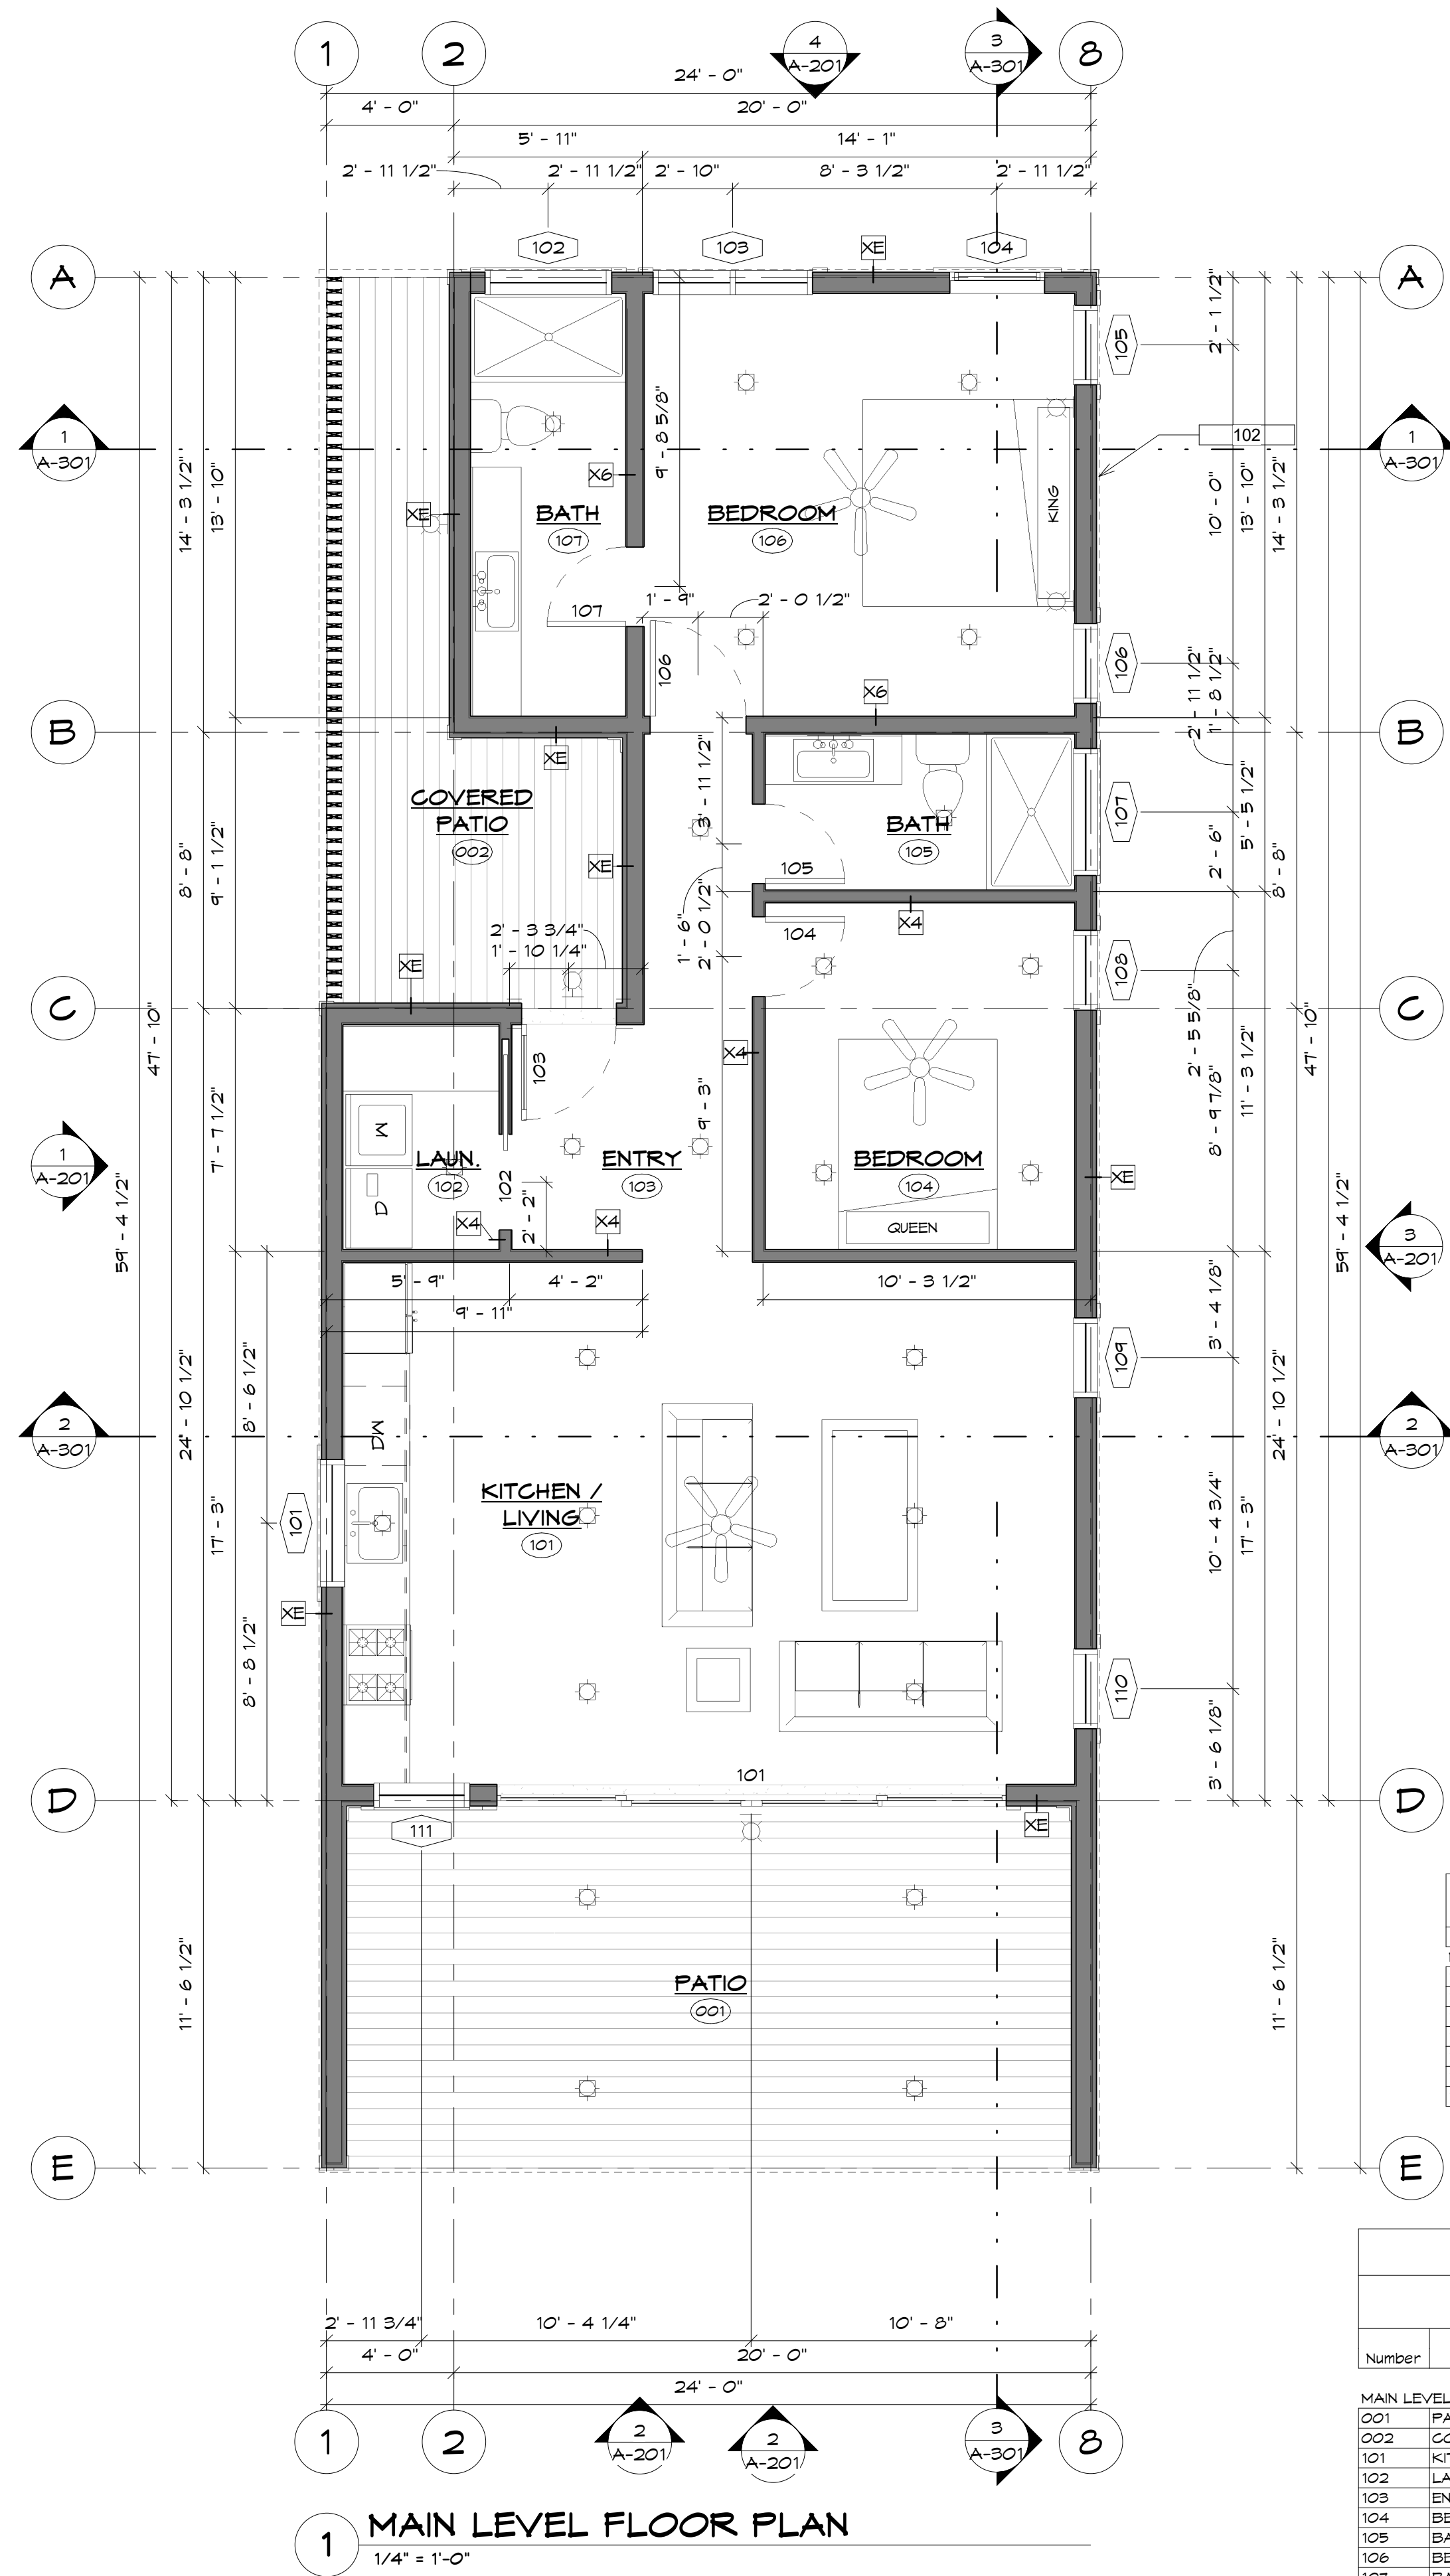 1
2
4
A-201
3
A-301
8
24' - 0"
4' - 0"
20' - 0"
5' - 11"
14' - 1"
2' - 11 1/2"
2' - 11 1/2"
2' - 10"
8' - 3 1/2"
2' - 11 1/2"
102
103
XE
104
A
A
2' - 1 1/2"
105
9' - 8 5/8"
1
A-301
102
1
A-301
14' - 3 1/2"
13' - 10"
X6
XE
BATH
107
BEDROOM
106
KING
10' - 0"
13' - 10"
14' - 3 1/2"
107
1' - 9"
2' - 0 1/2"
106
106
X6
2' - 11 1/2"
1' - 8 1/2"
B
B
XE
3' - 11 1/2"
COVERED
PATIO
002
BATH
105
107
5' - 5 1/2"
8' - 8"
9' - 1 1/2"
XE
105
2' - 6"
8' - 8"
X4
104
1' - 6"
2' - 0 1/2"
2' - 3 3/4"
1' - 10 1/4"
XE
108
C
C
47' - 10"
2' - 5 5/8"
47' - 10"
103
X4
9' - 3"
8' - 9 7/8"
11' - 3 1/2"
7' - 7 1/2"
M
1
A-201
LAUN.
102
102
ENTRY
103
BEDROOM
104
XE
D
59' - 4 1/2"
X4
2' - 2"
X4
QUEEN
3
A-201
59' - 4 1/2"
5' - 9"
4' - 2"
10' - 3 1/2"
9' - 11"
3' - 4 1/8"
109
24' - 10 1/2"
8' - 6 1/2"
24' - 10 1/2"
2
A-301
DW
2
A-301
KITCHEN /
LIVING
101
101
17' - 3"
10' - 4 3/4"
17' - 3"
XE
8' - 8 1/2"
110
3' - 6 1/8"
101
D
D
111
XE
11' - 6 1/2"
PATIO
001
11' - 6 1/2"
E
E
2' - 11 3/4"
10' - 4 1/4"
10' - 8"
4' - 0"
20' - 0"
24' - 0"
1
2
2
A-201
2
A-201
3
A-301
8
Number
MAIN LEVEL
001 PA
002 CO
101 KIT
102 LA
103 EN
104 BE
105 BA
106 BE
1
MAIN LEVEL FLOOR PLAN
1/4" = 1'-0"